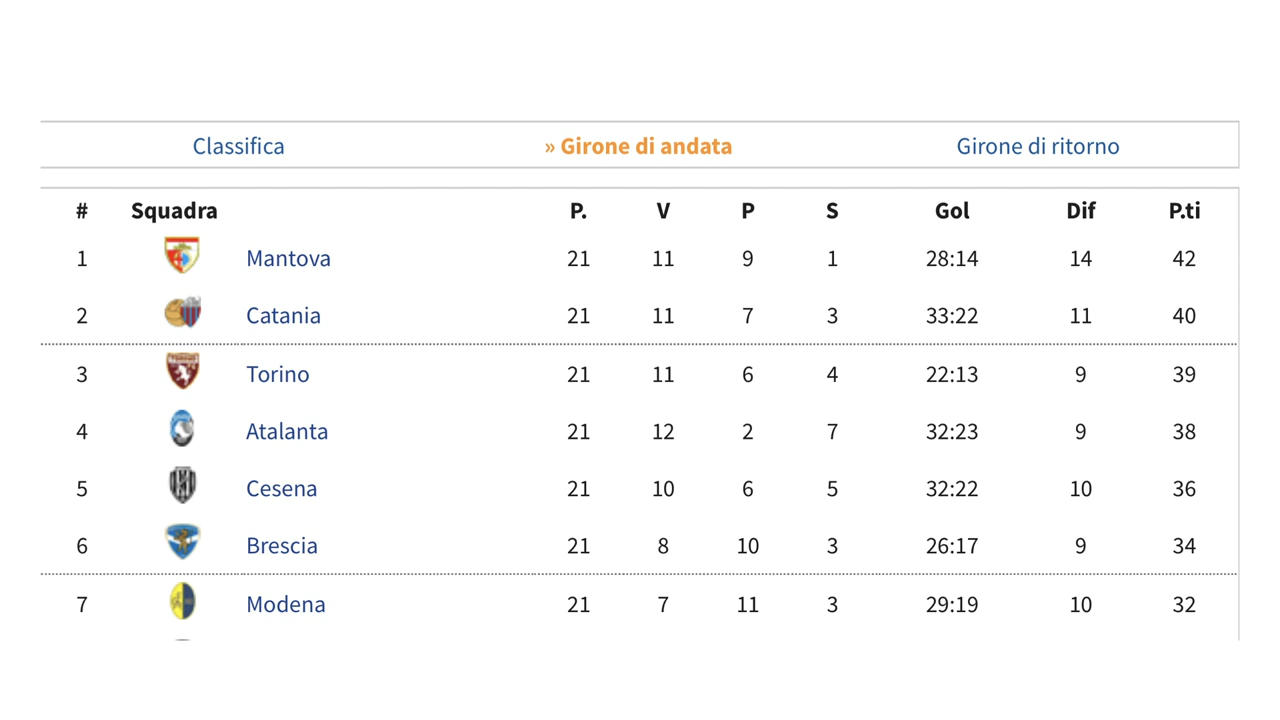 Classifica » Girone di andata Girone di ritorno
# Squadra P. V P S Gol Dif P.ti
1 Mantova 21 11 9 1 28:14 14 42
2 Catania 21 11 7 3 33:22 11 40
3 Torino 21 11 6 4 22:13 9 39
4 Atalanta 21 12 2 7 32:23 9 38
5 Cesena 21 10 6 5 32:22 10 36
6 Brescia 21 8 10 3 26:17 9 34
7 Modena 21 7 11 3 29:19 10 32